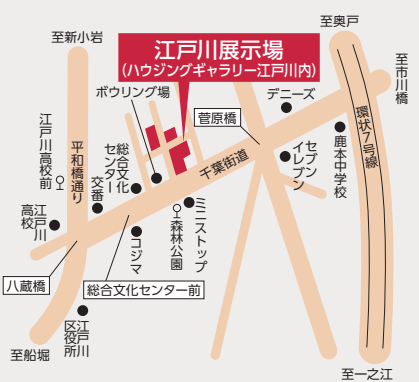 至奥戸
至新小岩
江戸川展示場
(ハウジングギャラリー江戸川内)
至市川橋
ボウリング場
デニーズ
菅原橋
環状7号線
江戸川高校前
平和橋通り
総合文化
センター
交番
千葉街道
セブン
イレブン
鹿本中学校
江戸川
高校
ミニストップ
森林公園
コジマ
八蔵橋
総合文化センター前
江戸川
区役所
至船堀
至一之江